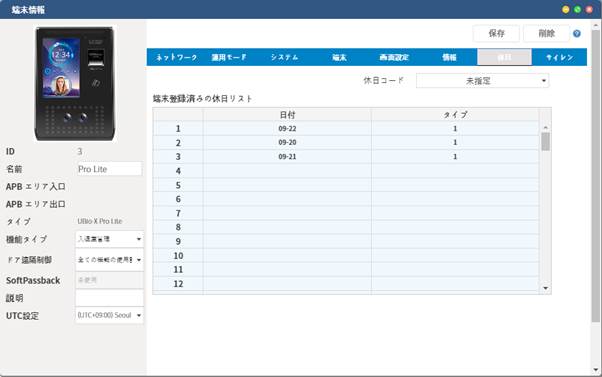 端末情報
保存 削除
ネットワーク 運用モード システム 端末 画面設定 情報 休日 サイレン
休日コード 未指定
端末登録済みの休日リスト
日付 タイプ
1 09-22 1
2 09-20 1
3 09-21 1
4
5
6
7
8
9
10
11
12
ID 3
名前 Pro Lite
APB エリア入口
APB エリア出口
タイプ UBio-X Pro Lite
機能タイプ 入退室管理
ドア遠隔制御 全ての機能の使用
SoftPassback 未使用
説明
UTC設定 (UTC+09:00) Seoul